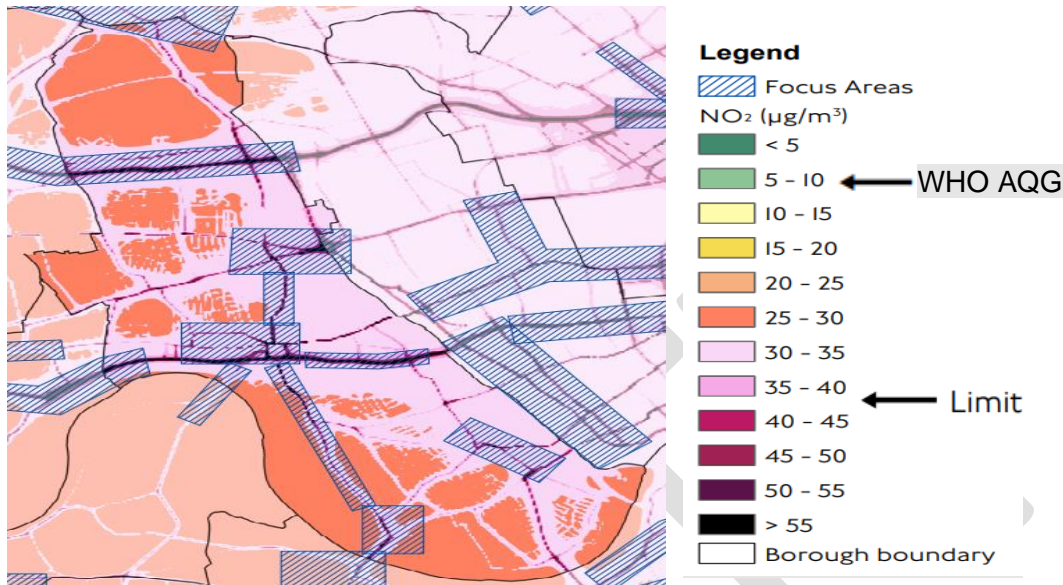 Legend
Focus Areas
NO₂ (µg/m³)
< 5
5 – 10
WHO AQG
10 – 15
15 – 20
20 – 25
25 – 30
30 – 35
35 – 40
Limit
40 – 45
45 – 50
50 – 55
> 55
Borough boundary